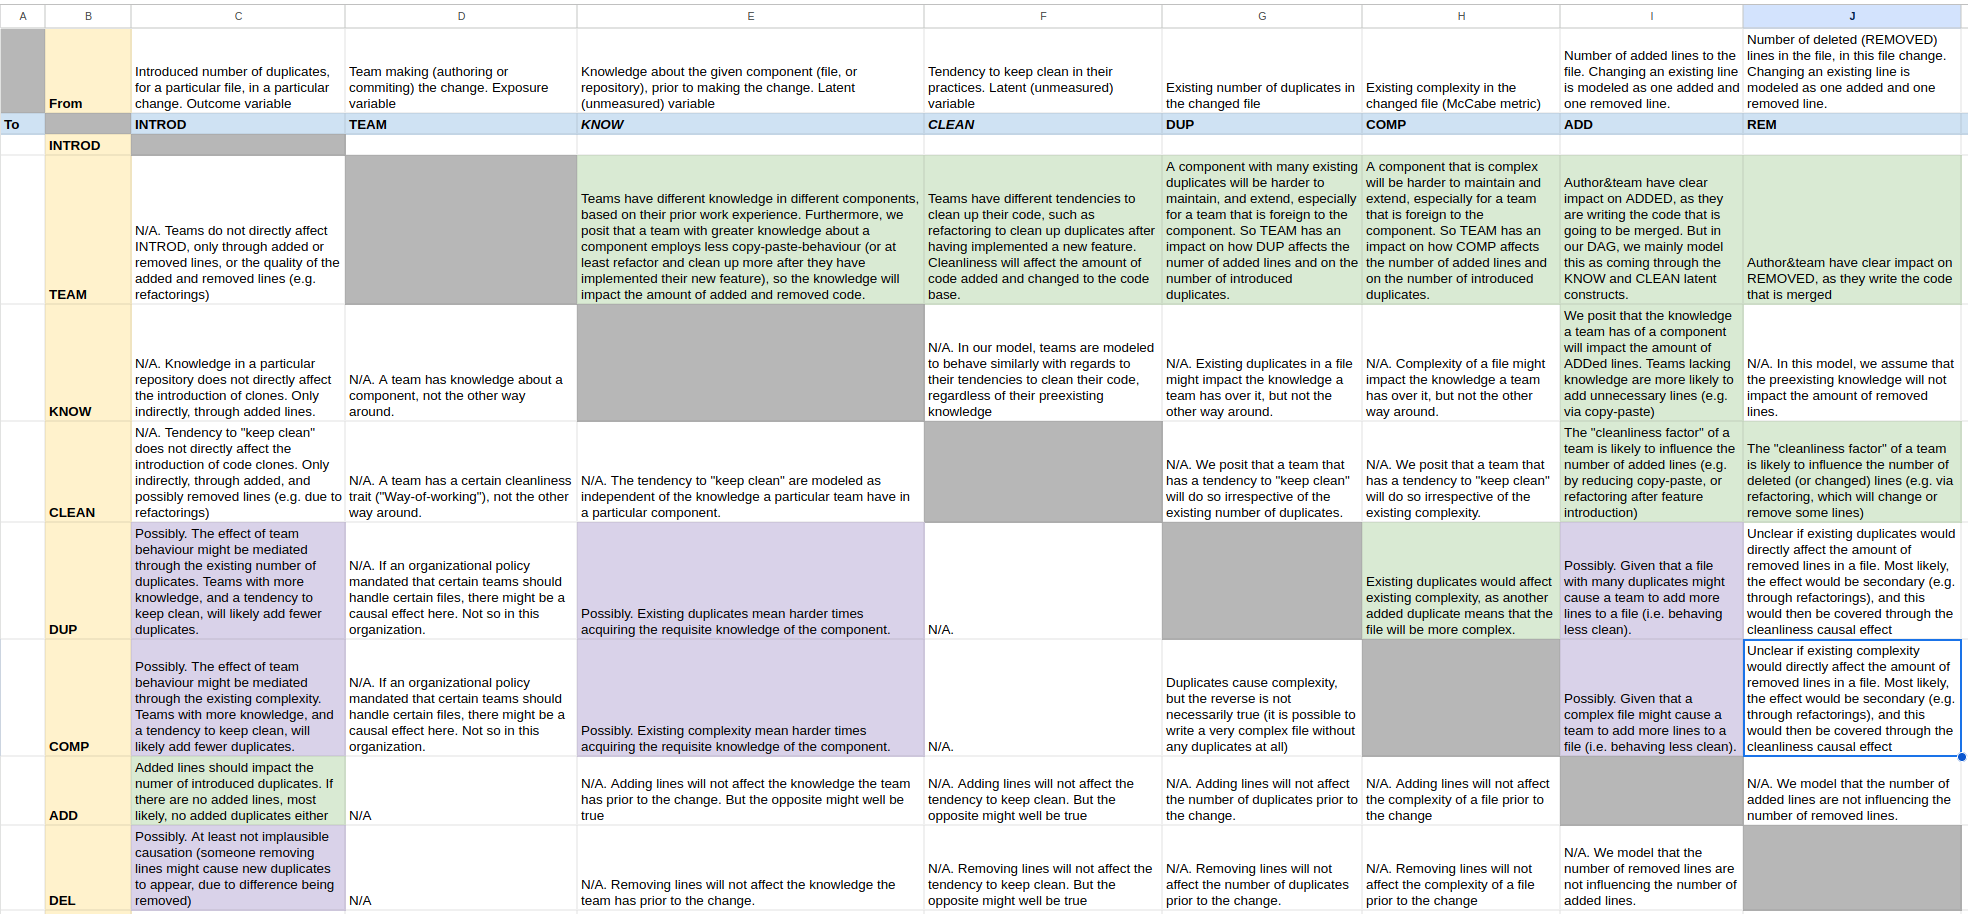 A B C D E F G H I J
From
Introduced number of duplicates,
for a particular file, in a particular
change. Outcome variable
Team making (authoring or
commiting) the change. Exposure
variable
Knowledge about the given component (file, or
repository), prior to making the change. Latent
(unmeasured) variable
Tendency to keep clean in their
practices. Latent (unmeasured)
variable
Existing number of duplicates in
the changed file
Existing complexity in the
changed file (McCabe metric)
Number of added lines to the
file. Changing an existing line
is modeled as one added and
one removed line.
Number of deleted (REMOVED)
lines in the file, in this file change.
Changing an existing line is
modeled as one added and one
removed line.
To INTROD TEAM KNOW CLEAN DUP COMP ADD REM
INTROD
TEAM
N/A. Teams do not directly affect
INTROD, only through added or
removed lines, or the quality of the
added and removed lines (e.g.
refactorings)
Teams have different knowledge in different components,
based on their prior work experience. Furthermore, we
posit that a team with greater knowledge about a
component employs less copy-paste-behaviour (or at
least refactor and clean up more after they have
implemented their new feature), so the knowledge will
impact the amount of added and removed code.
Teams have different tendencies to
clean up their code, such as
refactoring to clean up duplicates after
having implemented a new feature.
Cleanliness will affect the amount of
code added and changed to the code
base.
A component with many existing
duplicates will be harder to
maintain, and extend, especially
for a team that is foreign to the
component. So TEAM has an
impact on how DUP affects the
numer of added lines and on the
number of introduced
duplicates.
A component that is complex
will be harder to maintain and
extend, especially for a team
that is foreign to the
component. So TEAM has an
impact on how COMP affects
the number of added lines and
on the number of introduced
duplicates.
Author&team have clear
impact on ADDED, as they
are writing the code that is
going to be merged. But in
our DAG, we mainly model
this as coming through the
KNOW and CLEAN latent
constructs.
Author&team have clear impact on
REMOVED, as they write the code
that is merged
KNOW
N/A. Knowledge in a particular
repository does not directly affect
the introduction of clones. Only
indirectly, through added lines.
N/A. A team has knowledge about a
component, not the other way
around.
N/A. In our model, teams are modeled
to behave similarly with regards to
their tendencies to clean their code,
regardless of their preexisting
knowledge
N/A. Existing duplicates in a file
might impact the knowledge a
team has over it, but not the
other way around.
N/A. Complexity of a file might
impact the knowledge a team
has over it, but not the other
way around.
We posit that the knowledge
a team has of a component
will impact the amount of
ADDed lines. Teams lacking
knowledge are more likely to
add unnecessary lines (e.g.
via copy-paste)
N/A. In this model, we assume that
the preexisting knowledge will not
impact the amount of removed
lines.
CLEAN
N/A. Tendency to "keep clean"
does not directly affect the
introduction of code clones. Only
indirectly, through added, and
possibly removed lines (e.g. due to
refactorings)
N/A. A team has a certain cleanliness
trait ("Way-of-working"), not the other
way around.
N/A. The tendency to "keep clean" are modeled as
independent of the knowledge a particular team have in
a particular component.
N/A. We posit that a team that
has a tendency to "keep clean"
will do so irrespective of the
existing number of duplicates.
N/A. We posit that a team that
has a tendency to "keep clean"
will do so irrespective of the
existing complexity.
The "cleanliness factor" of a
team is likely to influence the
number of added lines (e.g.
by reducing copy-paste, or
refactoring after feature
introduction)
The "cleanliness factor" of a team
is likely to influence the number of
deleted (or changed) lines (e.g. via
refactoring, which will change or
remove some lines)
DUP
Possibly. The effect of team
behaviour might be mediated
through the existing number of
duplicates. Teams with more
knowledge, and a tendency to
keep clean, will likely add fewer
duplicates.
N/A. If an organizational policy
mandated that certain teams should
handle certain files, there might be a
causal effect here. Not so in this
organization.
Possibly. Existing duplicates mean harder times
acquiring the requisite knowledge of the component.
N/A.
Existing duplicates would affect
existing complexity, as another
added duplicate means that the
file will be more complex.
Possibly. Given that a file
with many duplicates might
cause a team to add more
lines to a file (i.e. behaving
less clean).
Unclear if existing duplicates would
directly affect the amount of
removed lines in a file. Most likely,
the effect would be secondary (e.g.
through refactorings), and this
would then be covered through the
cleanliness causal effect
COMP
Possibly. The effect of team
behaviour might be mediated
through the existing complexity.
Teams with more knowledge, and
a tendency to keep clean, will
likely add fewer duplicates.
N/A. If an organizational policy
mandated that certain teams should
handle certain files, there might be a
causal effect here. Not so in this
organization.
Possibly. Existing complexity mean harder times
acquiring the requisite knowledge of the component.
N/A.
Duplicates cause complexity,
but the reverse is not
necessarily true (it is possible to
write a very complex file without
any duplicates at all)
Possibly. Given that a
complex file might cause a
team to add more lines to a
file (i.e. behaving less clean).
Unclear if existing complexity
would directly affect the amount of
removed lines in a file. Most likely,
the effect would be secondary (e.g.
through refactorings), and this
would then be covered through the
cleanliness causal effect
ADD
Added lines should impact the
numer of introduced duplicates. If
there are no added lines, most
likely, no added duplicates either
N/A
N/A. Adding lines will not affect the knowledge the team
has prior to the change. But the opposite might well be
true
N/A. Adding lines will not affect the
tendency to keep clean. But the
opposite might well be true
N/A. Adding lines will not affect
the number of duplicates prior to
the change.
N/A. Adding lines will not affect
the complexity of a file prior to
the change
N/A. We model that the number of
added lines are not influencing the
number of removed lines.
DEL
Possibly. At least not implausible
causation (someone removing
lines might cause new duplicates
to appear, due to difference being
removed)
N/A
N/A. Removing lines will not affect the knowledge the
team has prior to the change.
N/A. Removing lines will not affect the
tendency to keep clean. But the
opposite might well be true
N/A. Removing lines will not
affect the number of duplicates
prior to the change.
N/A. Removing lines will not
affect the complexity of a file
prior to the change
N/A. We model that the
number of removed lines are
not influencing the number of
added lines.